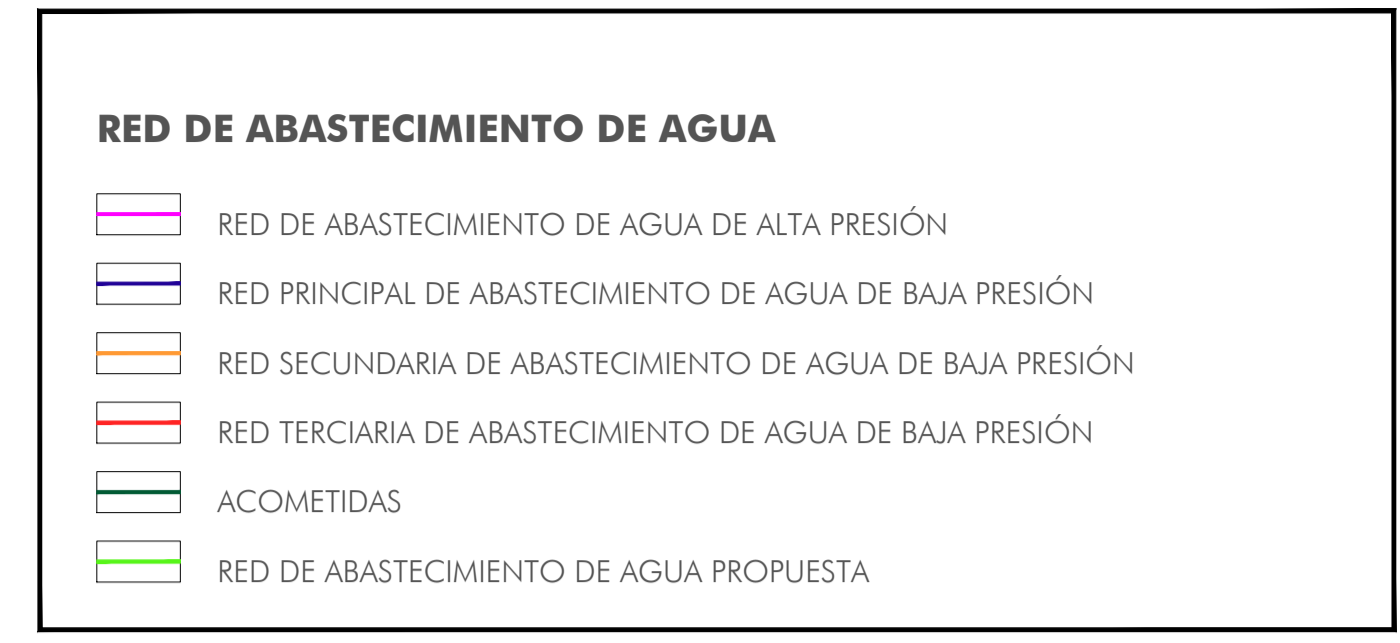 RED DE ABASTECIMIENTO DE AGUA
RED DE ABASTECIMIENTO DE AGUA DE ALTA PRESIÓN
RED PRINCIPAL DE ABASTECIMIENTO DE AGUA DE BAJA PRESIÓN
RED SECUNDARIA DE ABASTECIMIENTO DE AGUA DE BAJA PRESIÓN
RED TERCIARIA DE ABASTECIMIENTO DE AGUA DE BAJA PRESIÓN
ACOMETIDAS
RED DE ABASTECIMIENTO DE AGUA PROPUESTA